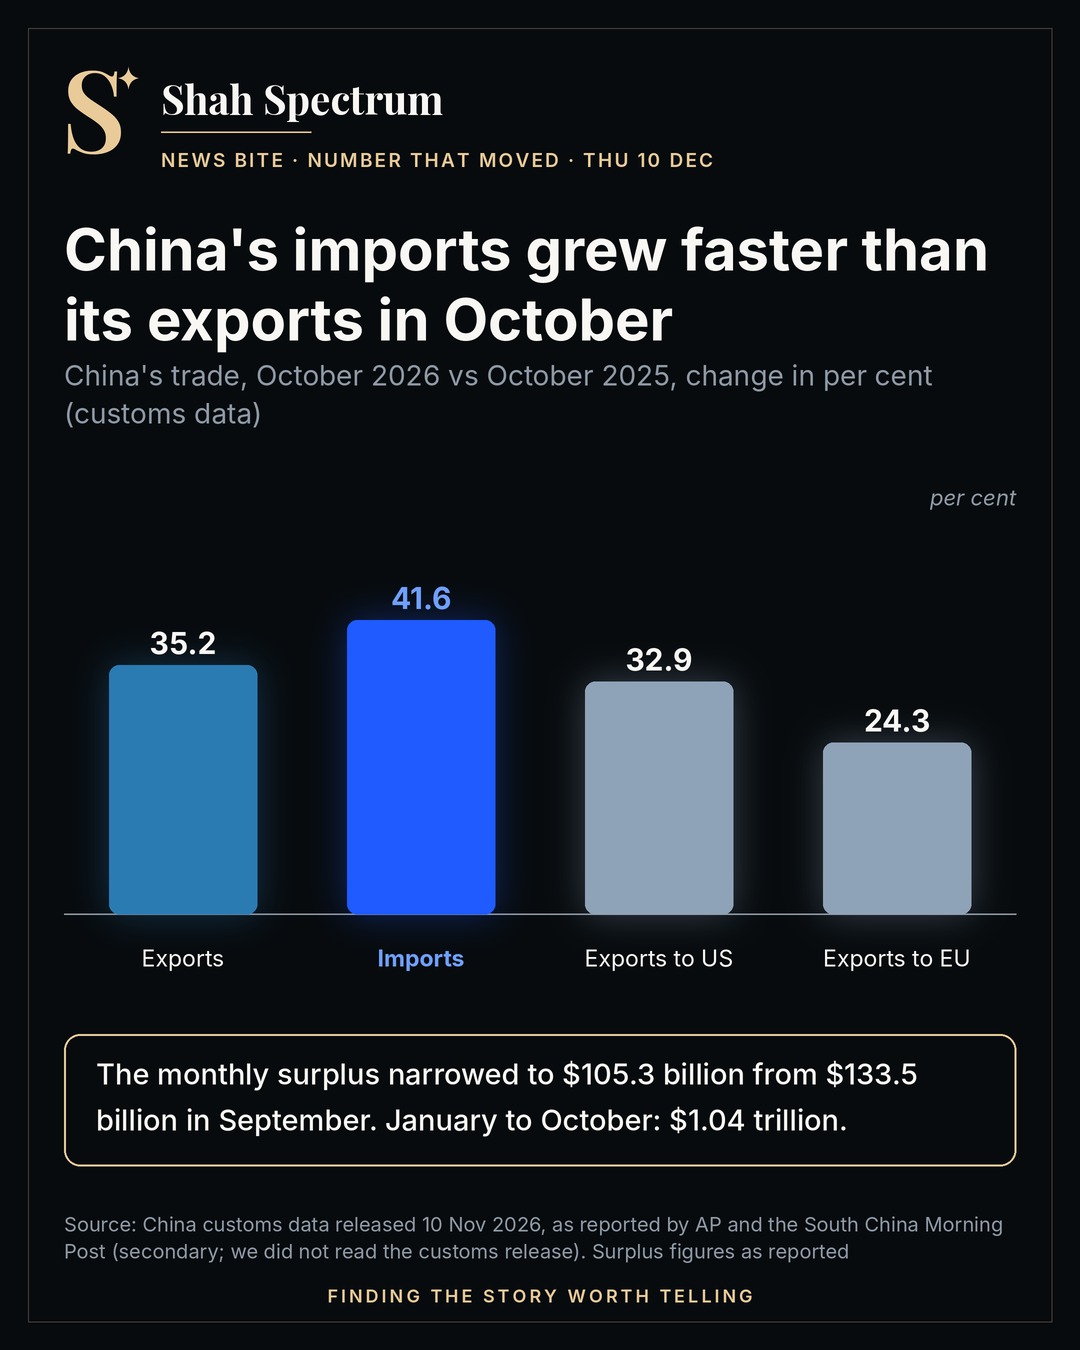 S
Shah Spectrum
NEWS BITE · NUMBER THAT MOVED · THU 10 DEC
China's imports grew faster than
its exports in October
China's trade, October 2026 vs October 2025, change in per cent
(customs data)
per cent
35.2
41.6
32.9
24.3
Exports
Imports
Exports to US
Exports to EU
The monthly surplus narrowed to $105.3 billion from $133.5
billion in September. January to October: $1.04 trillion.
Source: China customs data released 10 Nov 2026, as reported by AP and the South China Morning
Post (secondary; we did not read the customs release). Surplus figures as reported
FINDING THE STORY WORTH TELLING